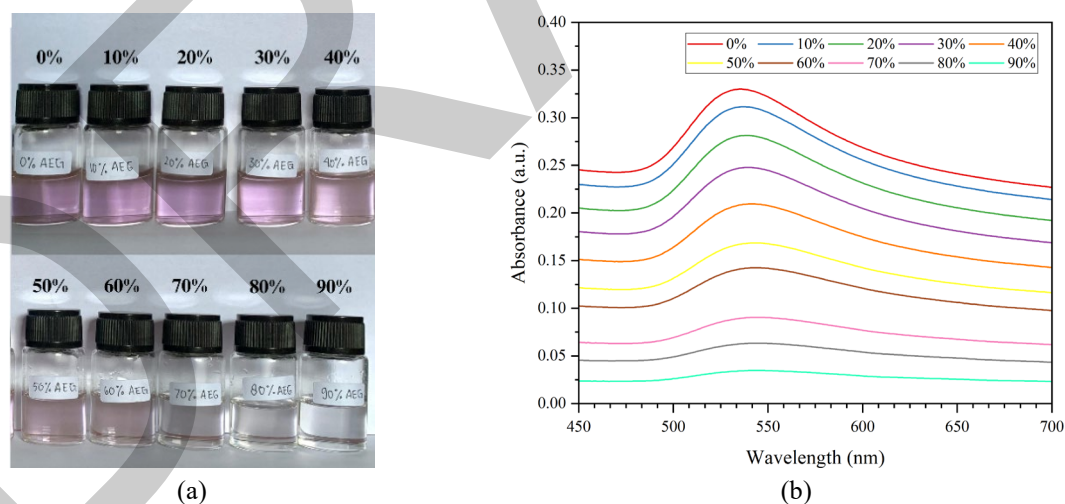 0% 10% 20% 30% 40%
0% AEG 10% AEG 20% AEG 30% AEG 40% AEG
50% 60% 70% 80% 90%
50% AEG 60% AEG 70% AEG 80% AEG 90% AEG
(a)
0.40
0.35
0.30
0.25
0.20
0.15
0.10
0.05
0.00
Absorbance (a.u.)
0% 10% 20% 30% 40%
50% 60% 70% 80% 90%
450 500 550 600 650 700
Wavelength (nm)
(b)